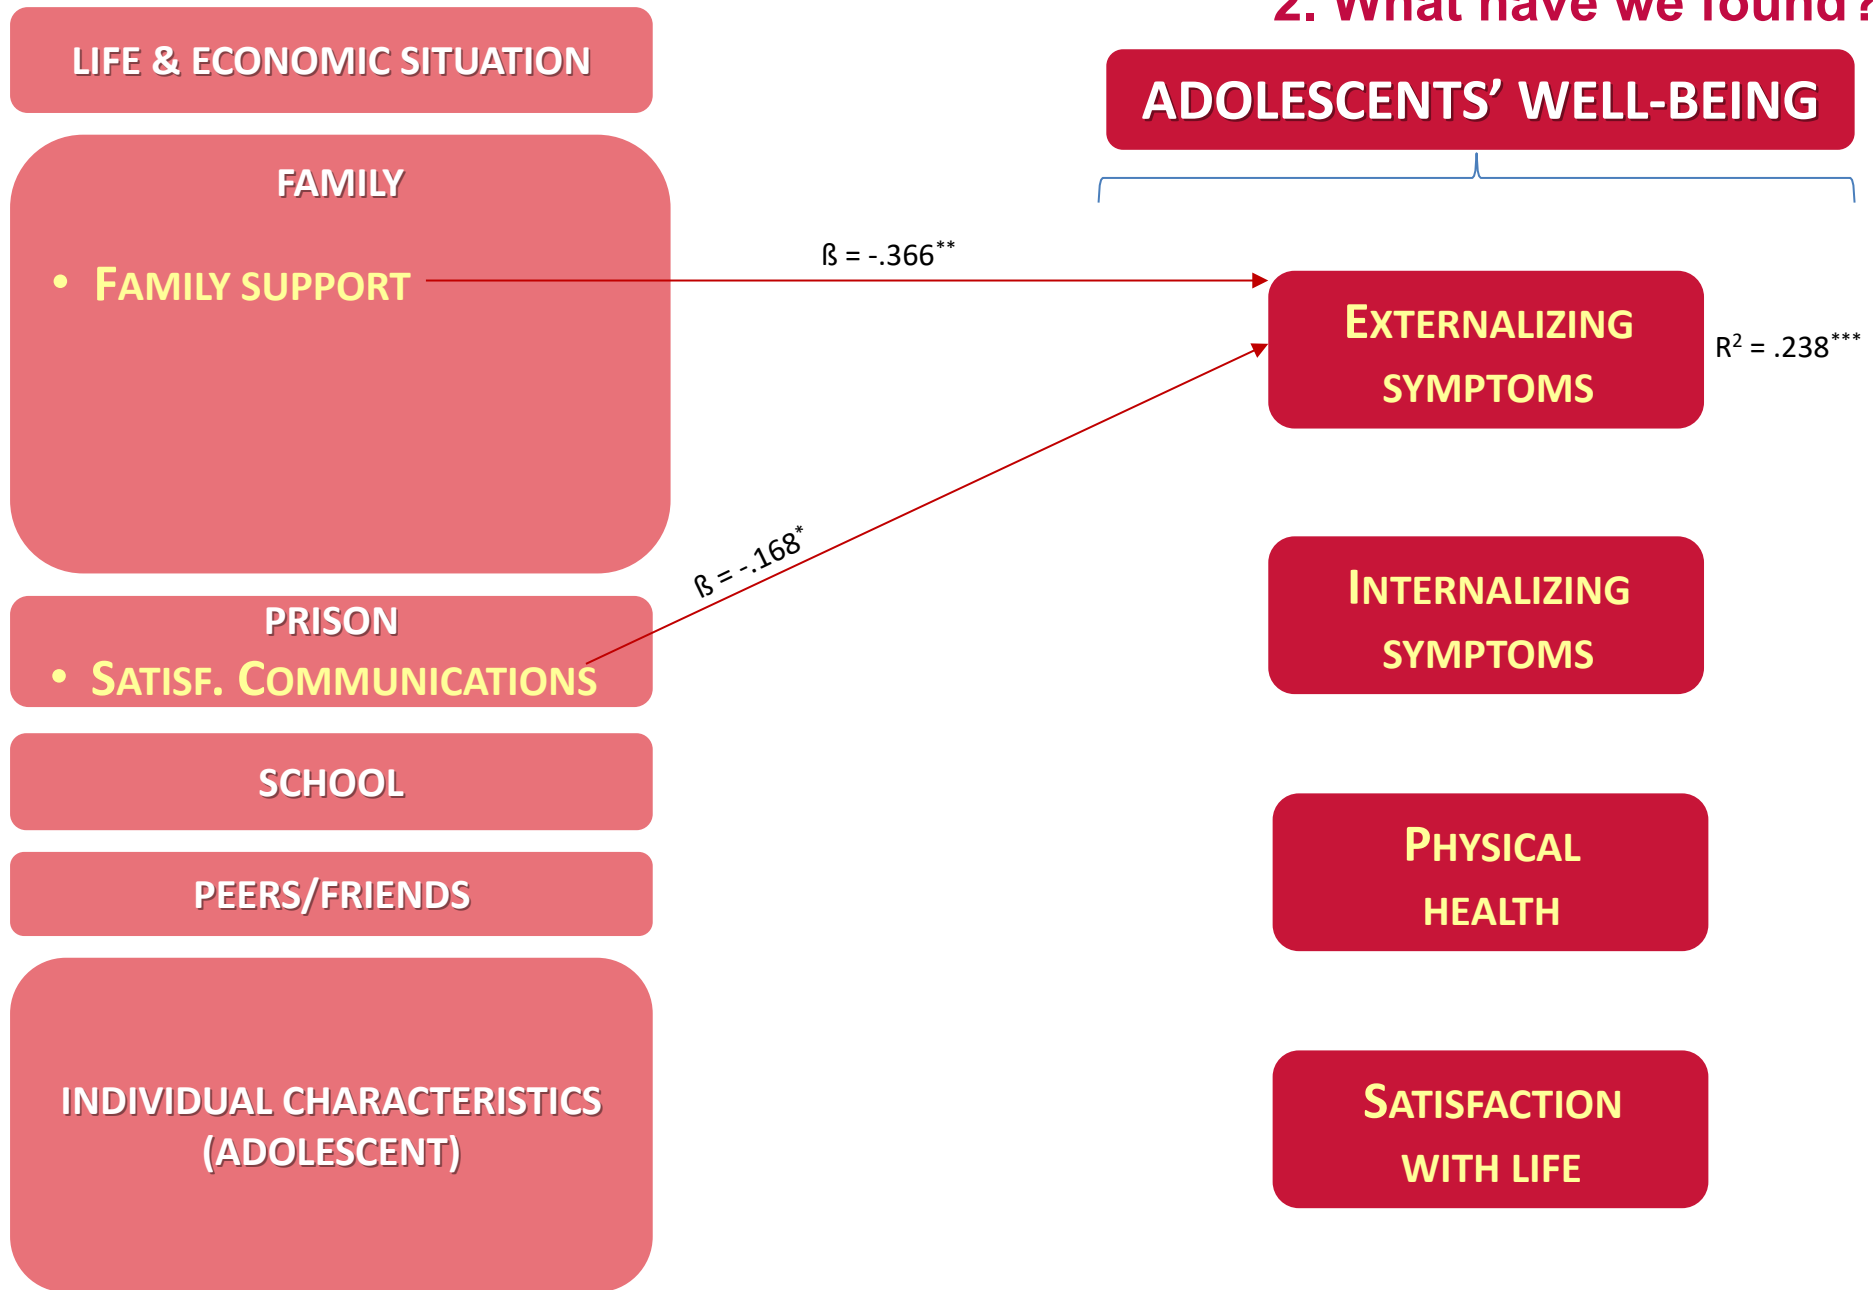 2. What have we found?
LIFE & ECONOMIC SITUATION
ADOLESCENTS’ WELL-BEING
FAMILY
• FAMILY SUPPORT
ß = -.366**
EXTERNALIZING
SYMPTOMS
R² = .238***
ß = -.168*
PRISON
• SATISF. COMMUNICATIONS
INTERNALIZING
SYMPTOMS
SCHOOL
PEERS/FRIENDS
PHYSICAL
HEALTH
INDIVIDUAL CHARACTERISTICS
(ADOLESCENT)
SATISFACTION
WITH LIFE